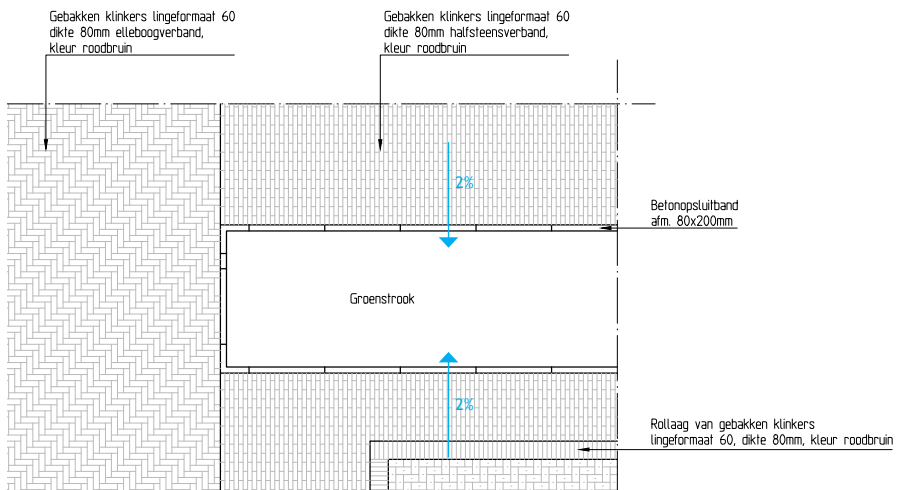 Gebakken klinkers lingeformaat 60
dikte 80mm elleboogverband,
kleur roodbruin
Gebakken klinkers lingeformaat 60
dikte 80mm halfsteensverband,
kleur roodbruin
2%
Betonopsluitband
afm. 80x200mm
Groenstrook
2%
Rollaag van gebakken klinkers
lingeformaat 60, dikte 80mm, kleur roodbruin